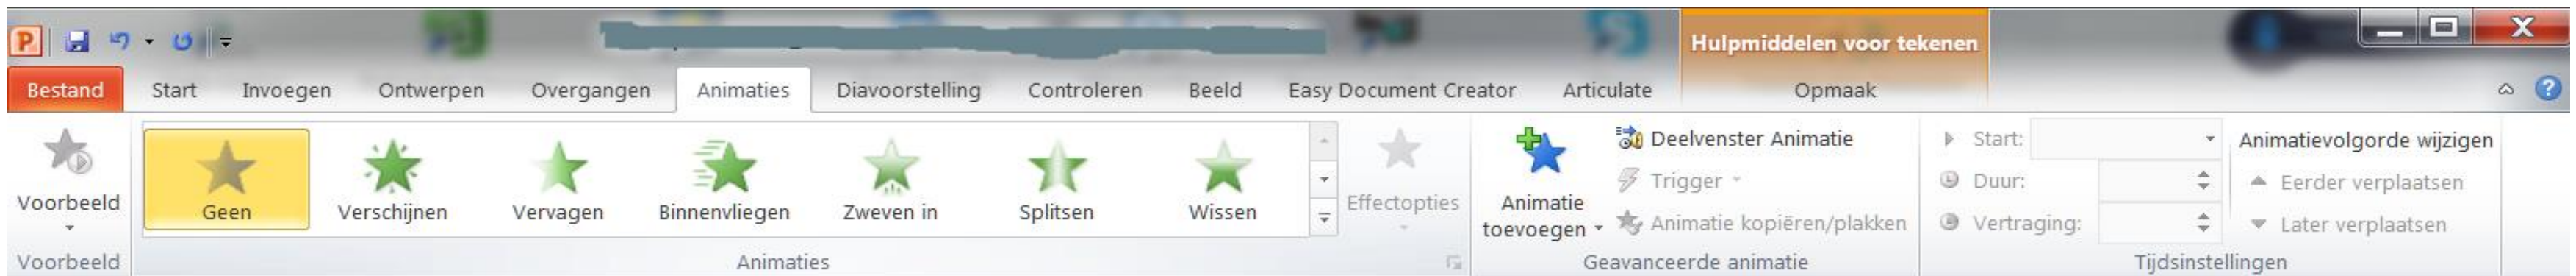 Hulpmiddelen voor tekenen
Bestand Start Invoegen Ontwerpen Overgangen Animaties Diavoorstelling Controleren Beeld Easy Document Creator Articulate Opmaak
Voorbeeld
Geen Verschijnen Vervagen Binnenvliegen Zweven in Splitsen Wissen
Effectopties
Animatie toevoegen
Deelvenster Animatie
Trigger
Animatie kopiëren/plakken
Start:
Duur:
Vertraging:
Animatievolgorde wijzigen
Eerder verplaatsen
Later verplaatsen
Voorbeeld Animaties Geavanceerde animatie Tijdsinstellingen